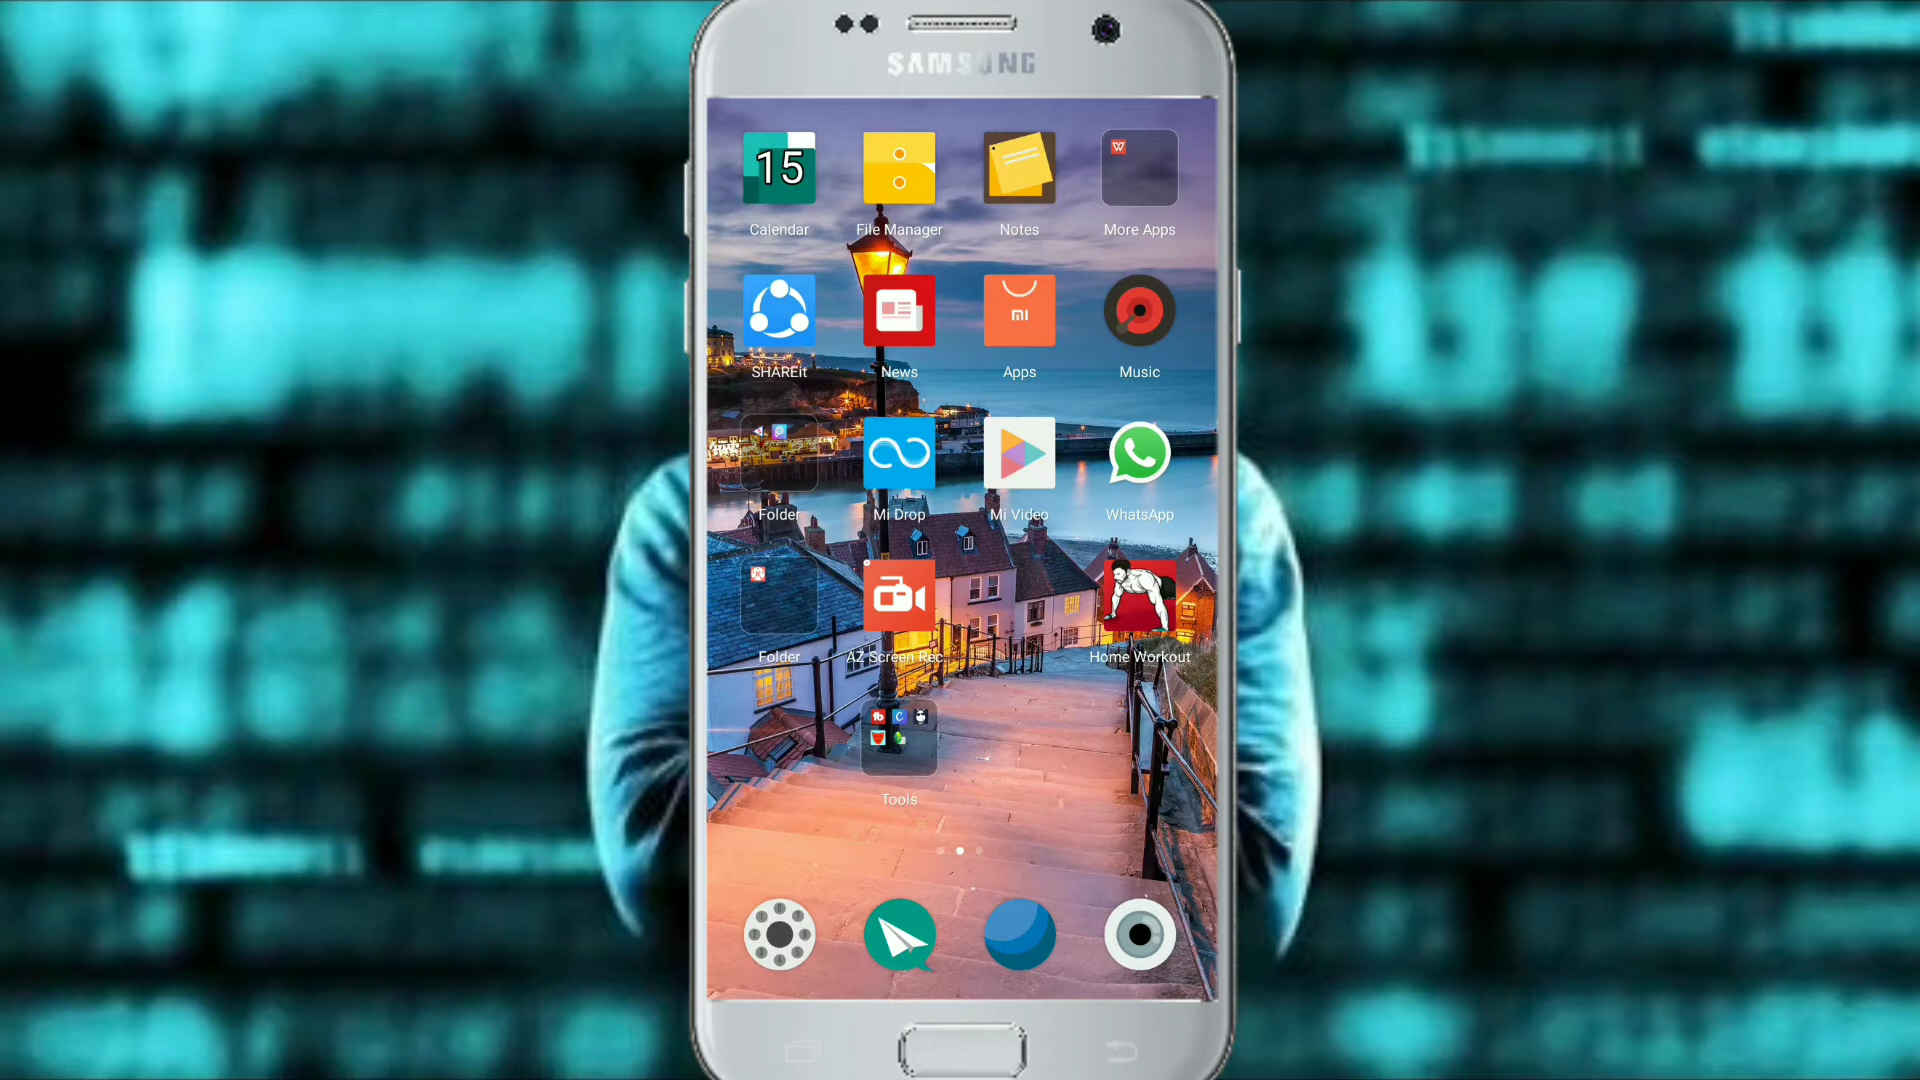 SAMSUNG
15
Calendar
File Manager
Notes
W
More Apps
SHAREit
News
mi
Apps
Music
Folder
Mi Drop
Mi Video
WhatsApp
Folder
AZ Screen Rec..
Home Workout
Tools